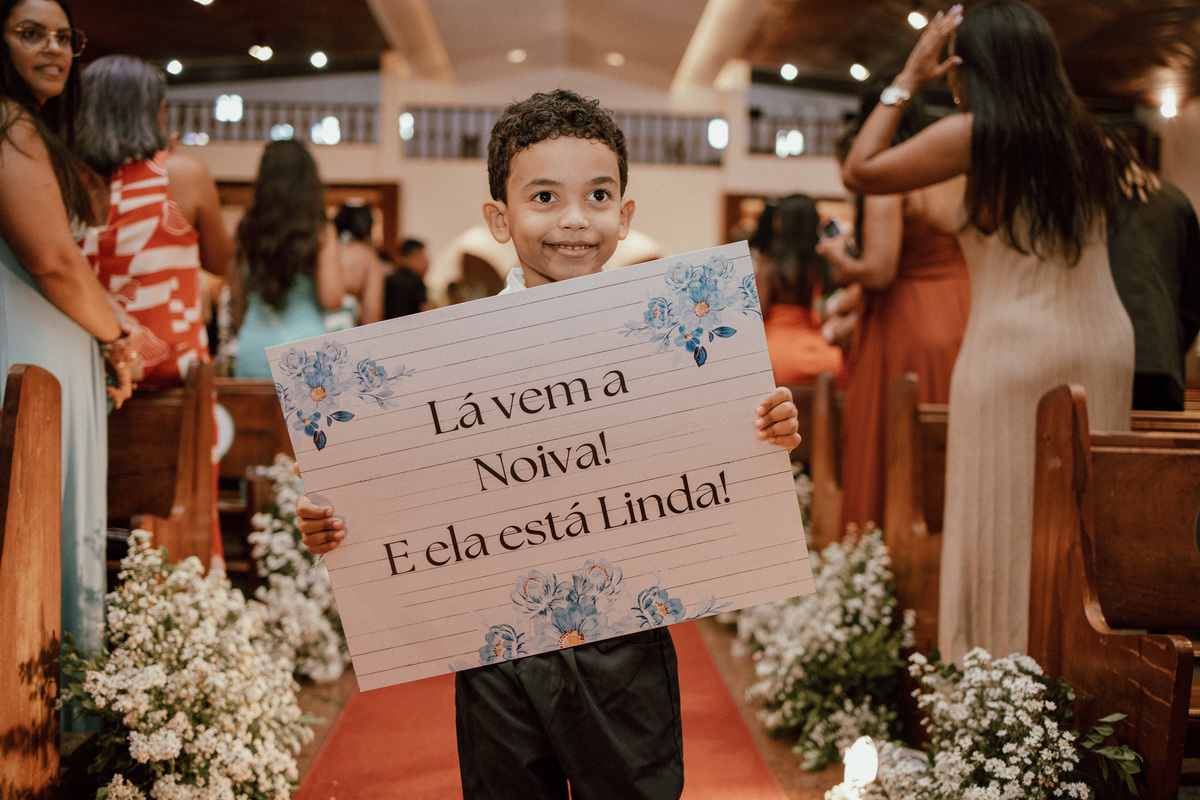 Lá vem a
Noiva!
E ela está Linda!